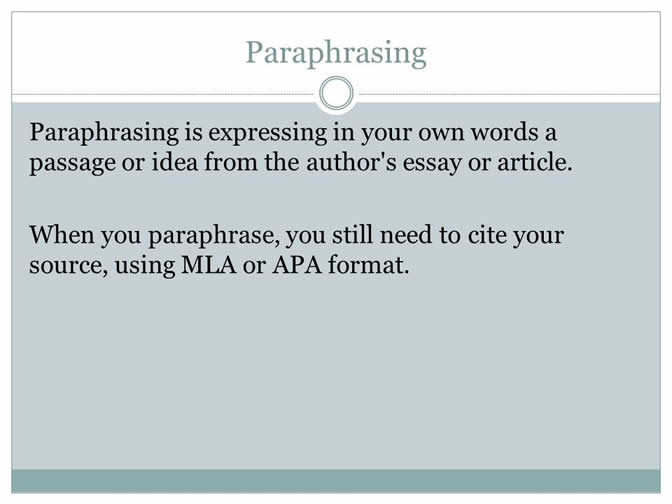 Paraphrasing
Paraphrasing is expressing in your own words a
passage or idea from the author's essay or article.
When you paraphrase, you still need to cite your
source, using MLA or APA format.